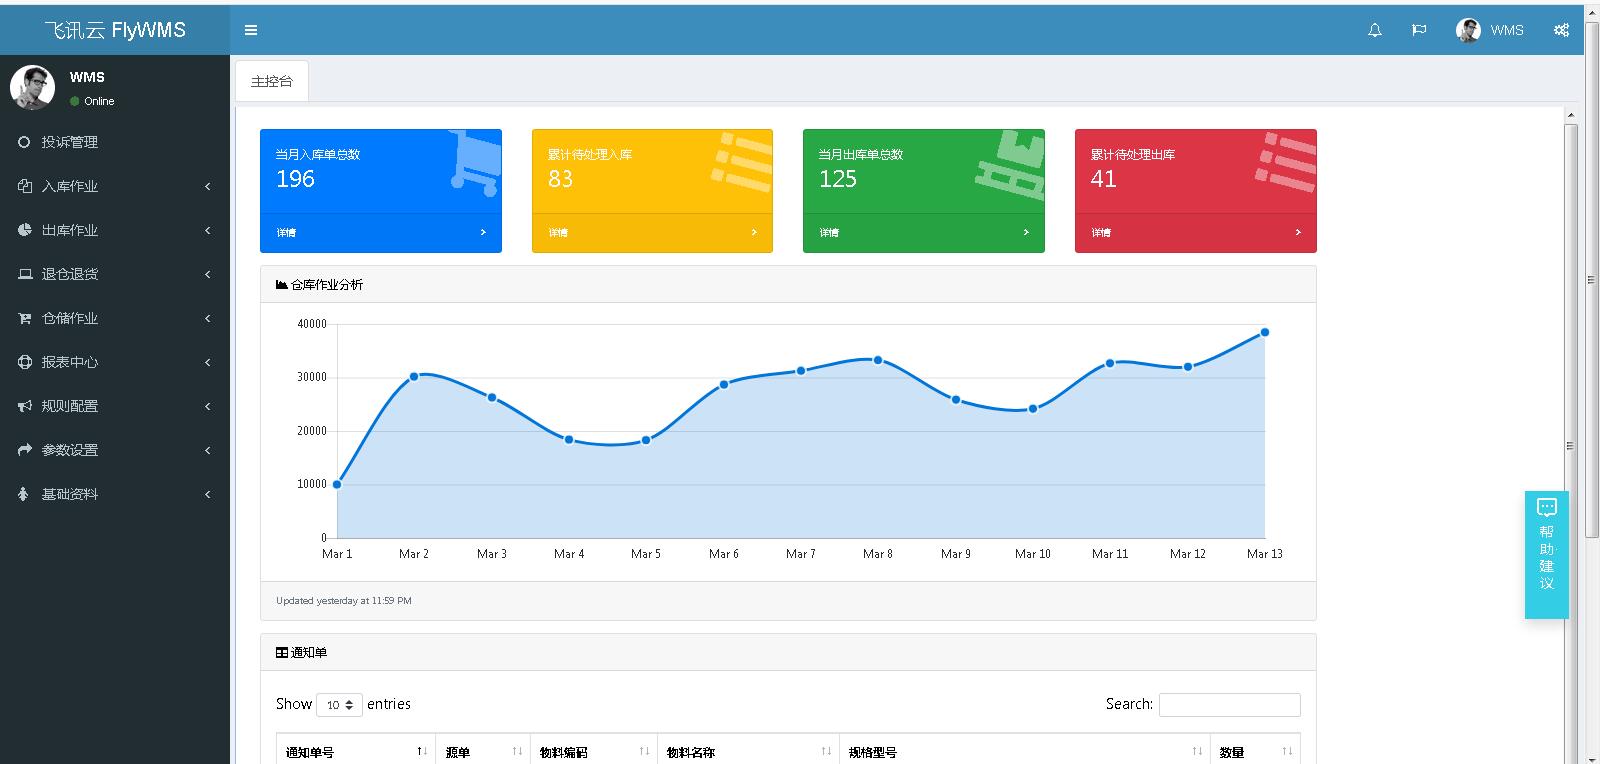 飞讯云 FlyWMS
WMS
WMS
Online
投诉管理
入库作业
出库作业
退仓退货
仓储作业
报表中心
规则配置
参数设置
基础资料
主控台
当月入库单总数
196
详情
累计待处理入库
83
详情
当月出库单总数
125
详情
累计待处理出库
41
详情
仓库作业分析
40000
30000
20000
10000
0
Mar 1 Mar 2 Mar 3 Mar 4 Mar 5 Mar 6 Mar 7 Mar 8 Mar 9 Mar 10 Mar 11 Mar 12 Mar 13
Updated yesterday at 11:59 PM
通知单
Show 10 entries
Search:
通知单号 源单 物料编码 物料名称 规格型号 数量
帮
助
建
议